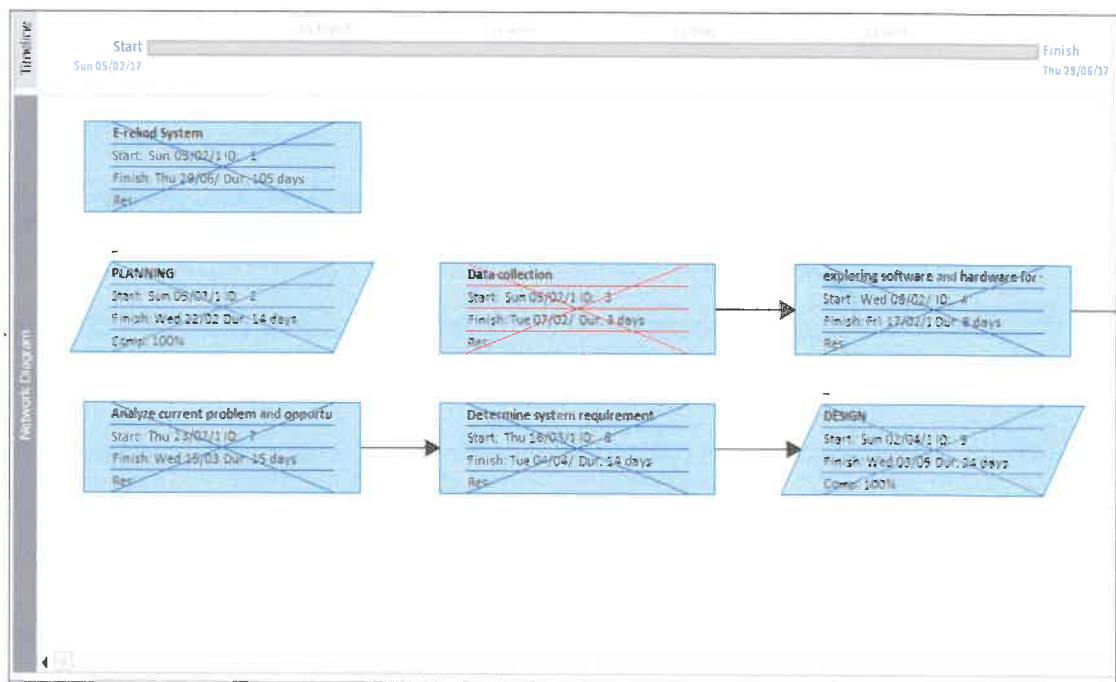 Timeline
Start
Sun 05/02/17
Finish
Thu 29/06/17
Network Diagram
E-rekod System
Start: Sun 05/02/1 ID: 1
Finish: Thu 29/06/ Dur: 105 days
Res:
PLANNING
Start: Sun 05/02/1 ID: 2
Finish: Wed 22/02 Dur: 14 days
Comp: 100%
Data collection
Start: Sun 05/02/1 ID: 3
Finish: Tue 07/02/ Dur: 3 days
Res:
exploring software and hardware for
Start: Wed 08/02/ ID: 4
Finish: Fri 17/02/1 Dur: 8 days
Res:
Analyze current problem and opportu
Start: Thu 23/02/1 ID: 7
Finish: Wed 15/03 Dur: 15 days
Res:
Determine system requirement
Start: Thu 16/03/1 ID: 8
Finish: Tue 04/04/ Dur: 14 days
Res:
DESIGN
Start: Sun 02/04/1 ID: 9
Finish: Wed 03/05 Dur: 24 days
Comp: 100%